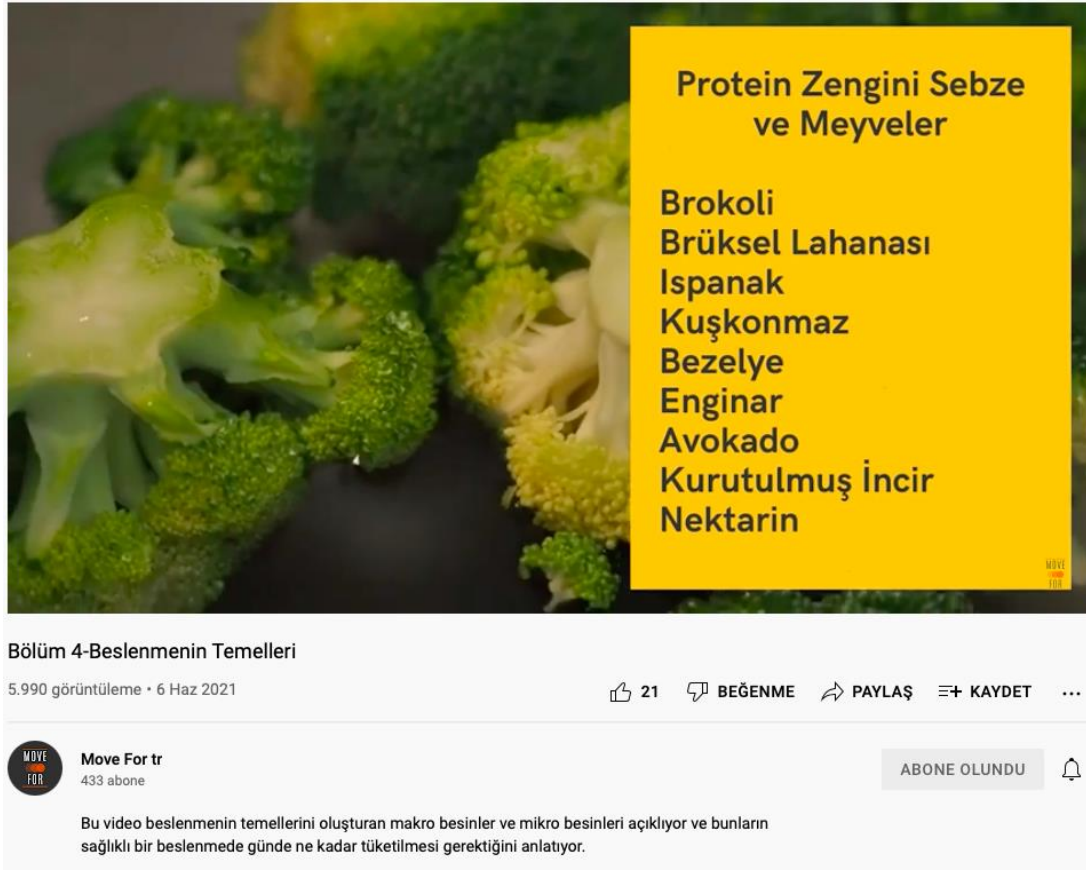 Protein Zengini Sebze
ve Meyveler
Brokoli
Brüksel Lahanası
Ispanak
Kuşkonmaz
Bezelye
Enginar
Avokado
Kurutulmuş İncir
Nektarin
MOVE
FOR
Bölüm 4-Beslenmenin Temelleri
5.990 görüntüleme • 6 Haz 2021
21 BEĞENME PAYLAŞ KAYDET ...
MOVE
FOR
Move For tr
433 abone
ABONE OLUNDU
Bu video beslenmenin temellerini oluşturan makro besinler ve mikro besinleri açıklıyor ve bunların
sağlıklı bir beslenmede günde ne kadar tüketilmesi gerektiğini anlatıyor.